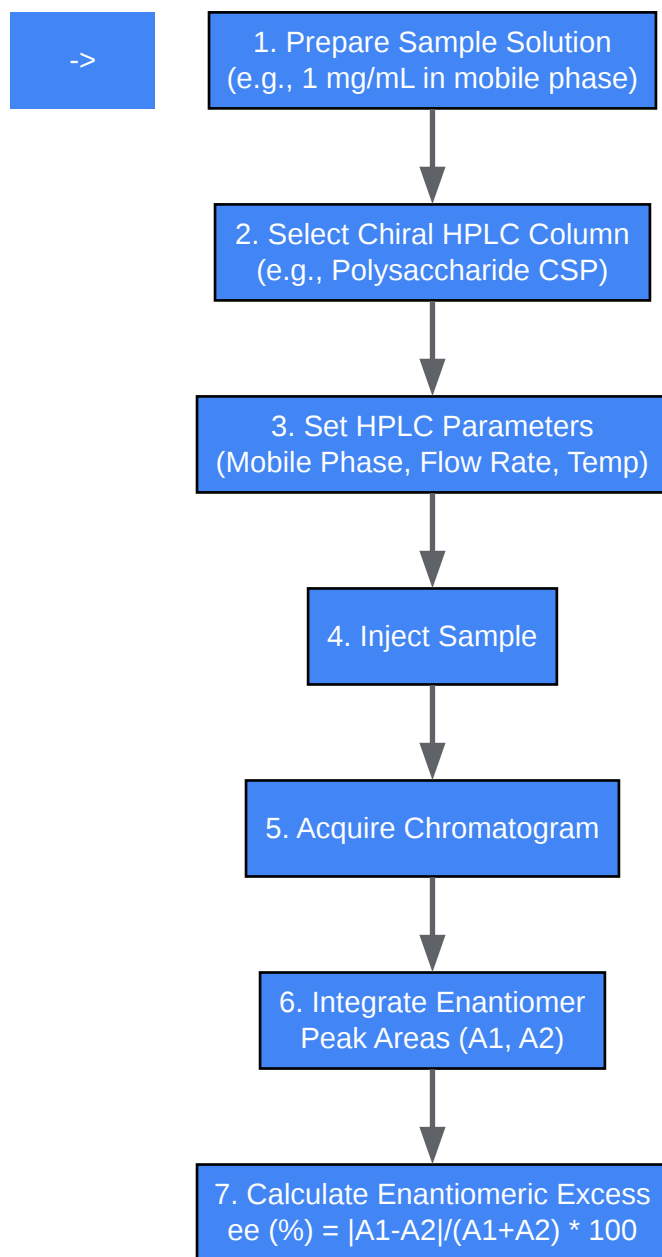 ->
1. Prepare Sample Solution
(e.g., 1 mg/mL in mobile phase)
2. Select Chiral HPLC Column
(e.g., Polysaccharide CSP)
3. Set HPLC Parameters
(Mobile Phase, Flow Rate, Temp)
4. Inject Sample
5. Acquire Chromatogram
6. Integrate Enantiomer
Peak Areas (A1, A2)
7. Calculate Enantiomeric Excess
ee (%) = |A1-A2|/(A1+A2) * 100